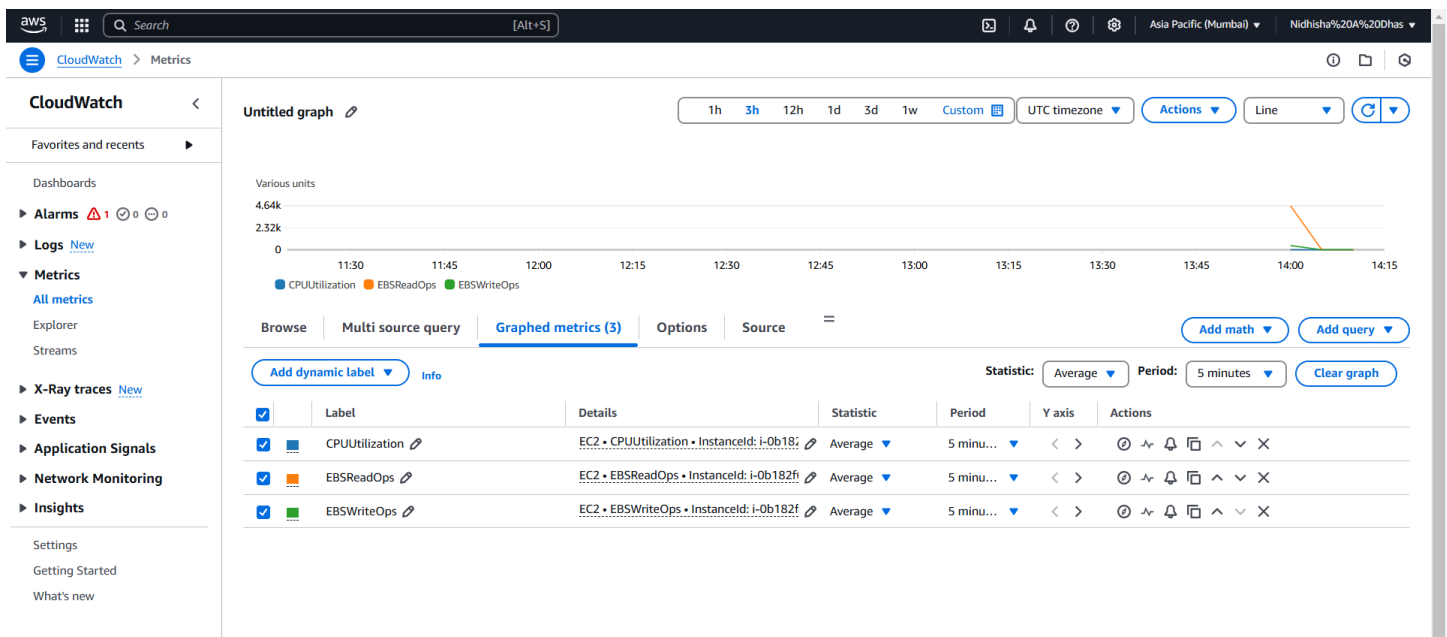 aws Search [Alt+S] Asia Pacific (Mumbai) Nidhisha%20A%20Dhas
CloudWatch > Metrics
CloudWatch
Favorites and recents
Dashboards
Alarms 1 0 0
Logs New
Metrics
All metrics
Explorer
Streams
X-Ray traces New
Events
Application Signals
Network Monitoring
Insights
Settings
Getting Started
What's new
Untitled graph 1h 3h 12h 1d 3d 1w Custom UTC timezone Actions Line
Various units
4.64k
2.32k
0
11:30 11:45 12:00 12:15 12:30 12:45 13:00 13:15 13:30 13:45 14:00 14:15
CPUUtilization EBSReadOps EBSWriteOps
Browse Multi source query Graphed metrics (3) Options Source Add math Add query
Add dynamic label Info Statistic: Average Period: 5 minutes Clear graph
Label Details Statistic Period Y axis Actions
CPUUtilization EC2 • CPUUtilization • InstanceId: i-0b182 Average 5 minu...
EBSReadOps EC2 • EBSReadOps • InstanceId: i-0b182f Average 5 minu...
EBSWriteOps EC2 • EBSWriteOps • InstanceId: i-0b182f Average 5 minu...